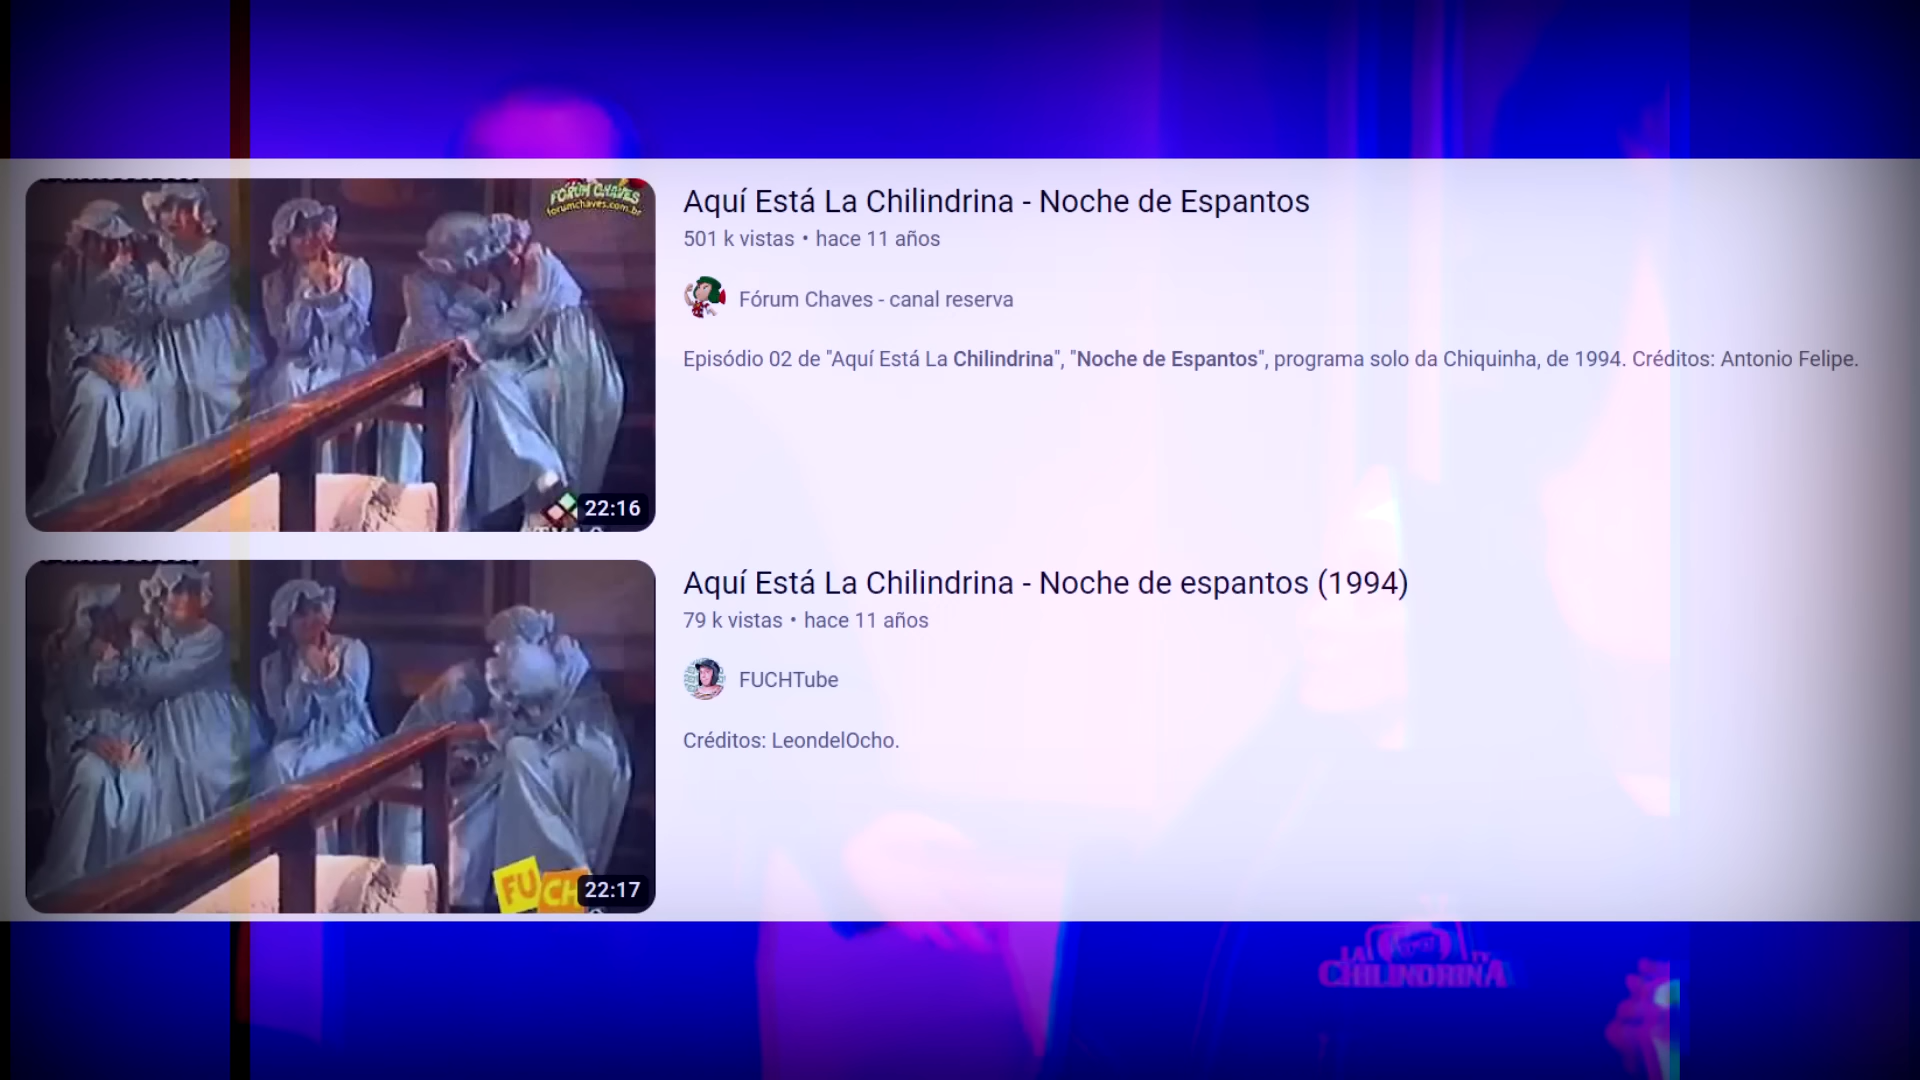 FORUM CHAVES
forumchaves.com.br
22:16
Aquí Está La Chilindrina - Noche de Espantos
501 k vistas • hace 11 años
Fórum Chaves - canal reserva
Episódio 02 de "Aquí Está La Chilindrina", "Noche de Espantos", programa solo da Chiquinha, de 1994. Créditos: Antonio Felipe.
FUCH
22:17
Aquí Está La Chilindrina - Noche de espantos (1994)
79 k vistas • hace 11 años
FUCHTube
Créditos: LeondelOcho.
LA
TV
CHILINDRINA